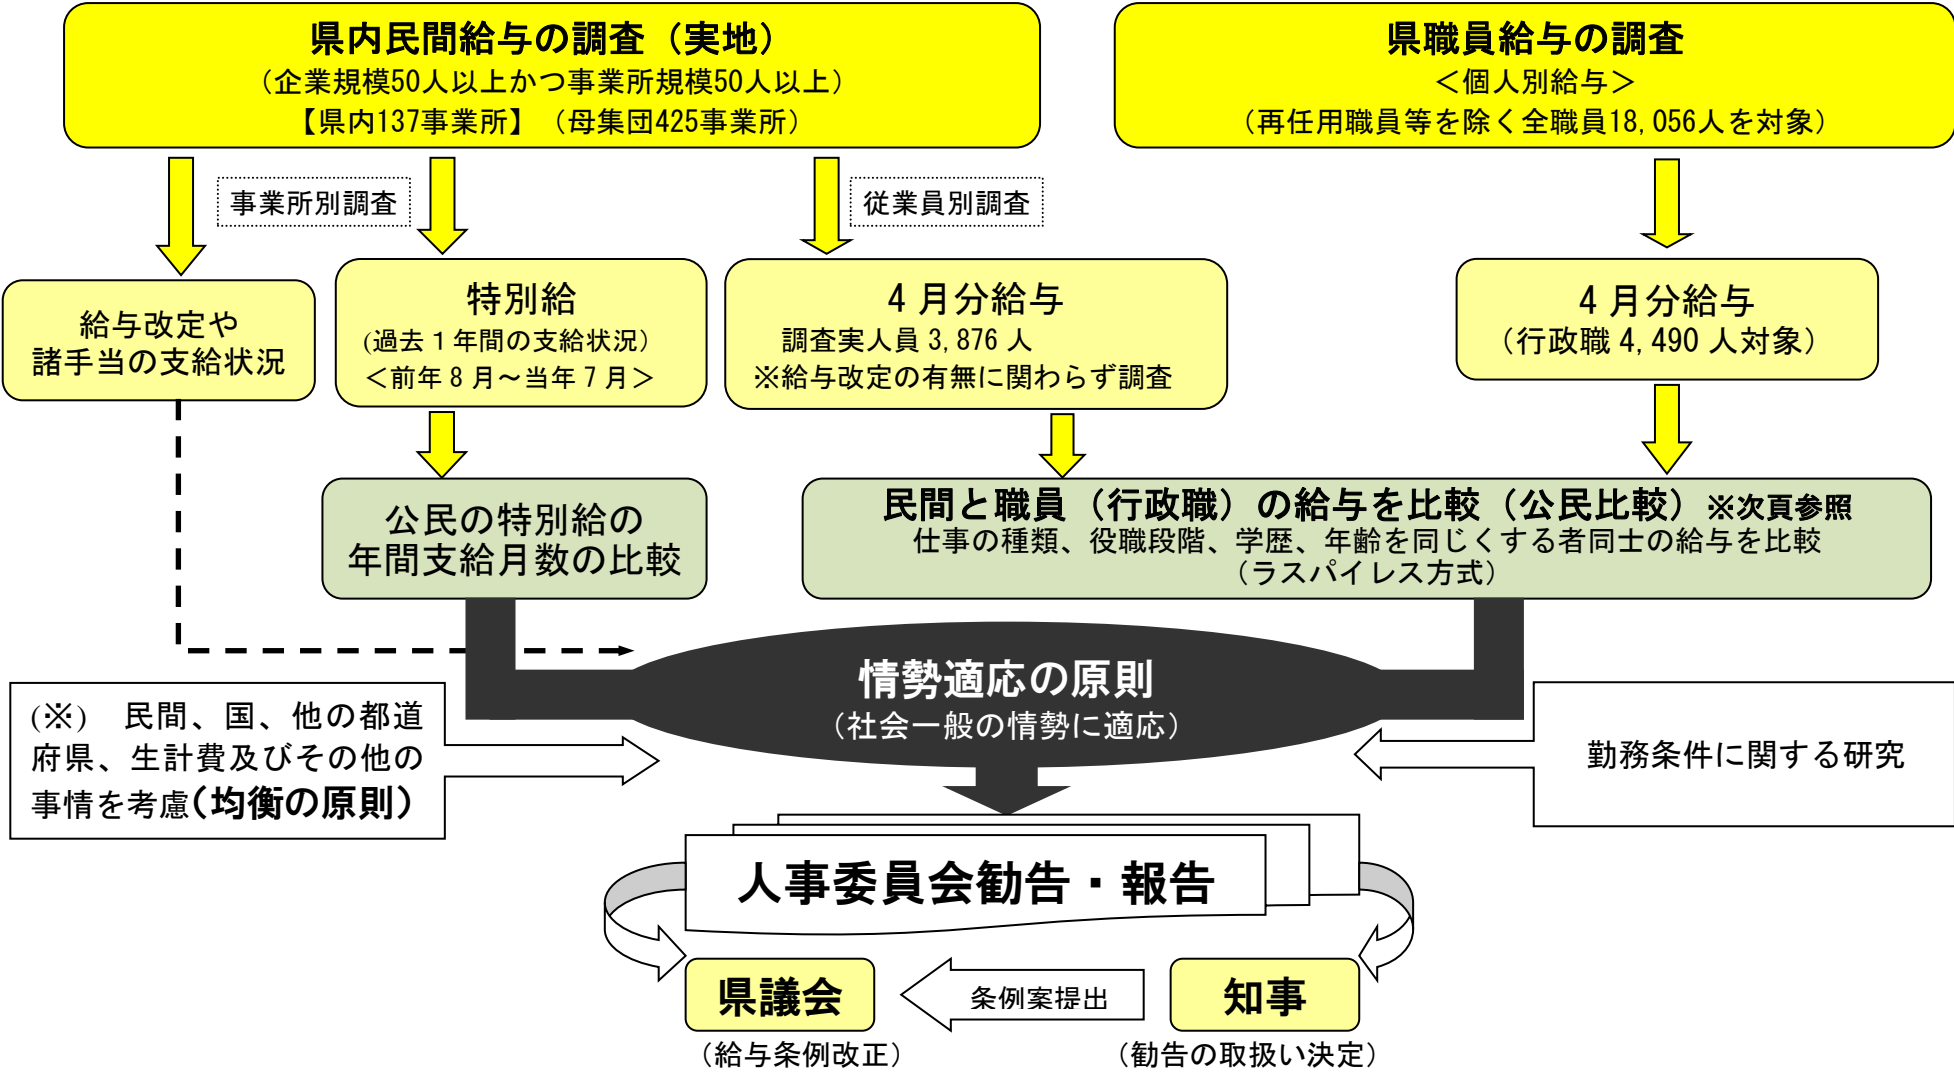 県内民間給与の調査（実地）
（企業規模50人以上かつ事業所規模50人以上）
【県内137事業所】（母集団425事業所）
県職員給与の調査
＜個人別給与＞
（再任用職員等を除く全職員18,056人を対象）
事業所別調査
従業員別調査
給与改定や
諸手当の支給状況
特別給
(過去１年間の支給状況)
＜前年８月～当年７月＞
４月分給与
調査実人員 3,876 人
※給与改定の有無に関わらず調査
４月分給与
（行政職 4,490 人対象）
公民の特別給の
年間支給月数の比較
民間と職員（行政職）の給与を比較（公民比較）※次頁参照
仕事の種類、役職段階、学歴、年齢を同じくする者同士の給与を比較
（ラスパイレス方式）
情勢適応の原則
（社会一般の情勢に適応）
(※)　民間、国、他の都道
府県、生計費及びその他の
事情を考慮(均衡の原則)
勤務条件に関する研究
人事委員会勧告・報告
県議会
条例案提出
知事
（給与条例改正）
（勧告の取扱い決定）